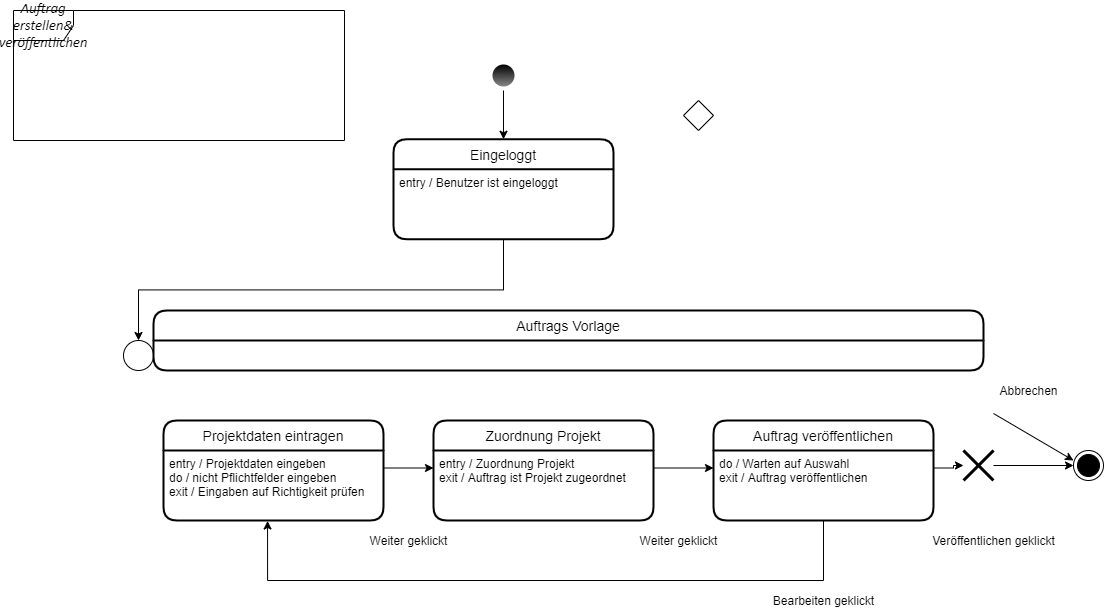 Auftrag
erstellen&
veröffentlichen
Eingeloggt
entry / Benutzer ist eingeloggt
Auftrags Vorlage
Abbrechen
Projektdaten eintragen
entry / Projektdaten eingeben
do / nicht Pflichtfelder eingeben
exit / Eingaben auf Richtigkeit prüfen
Zuordnung Projekt
entry / Zuordnung Projekt
exit / Auftrag ist Projekt zugeordnet
Auftrag veröffentlichen
do / Warten auf Auswahl
exit / Auftrag veröffentlichen
Weiter geklickt
Weiter geklickt
Veröffentlichen geklickt
Bearbeiten geklickt